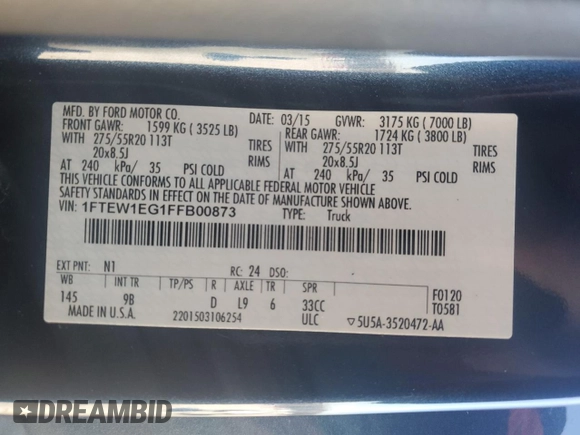 MFD. BY FORD MOTOR CO.
DATE: 03/15 GVWR: 3175 KG ( 7000 LB)
FRONT GAWR: 1599 KG ( 3525 LB) REAR GAWR: 1724 KG ( 3800 LB)
WITH 275/55R20 113T TIRES WITH 275/55R20 113T TIRES
20x8.5J RIMS 20x8.5J RIMS
AT 240 kPa/ 35 PSI COLD AT 240 kPa/ 35 PSI COLD
THIS VEHICLE CONFORMS TO ALL APPLICABLE FEDERAL MOTOR VEHICLE
SAFETY STANDARDS IN EFFECT ON THE DATE OF MANUFACTURE SHOWN ABOVE.
VIN: 1FTEW1EG1FFB00873 TYPE: Truck
EXT PNT: N1 RC: 24 DSO:
WB INT TR TP/PS R AXLE TR SPR F0120
145 9B D L9 6 33CC T0581
MADE IN U.S.A. 2201503106254 ULC ▽5U5A-3520472-AA
DREAMBID